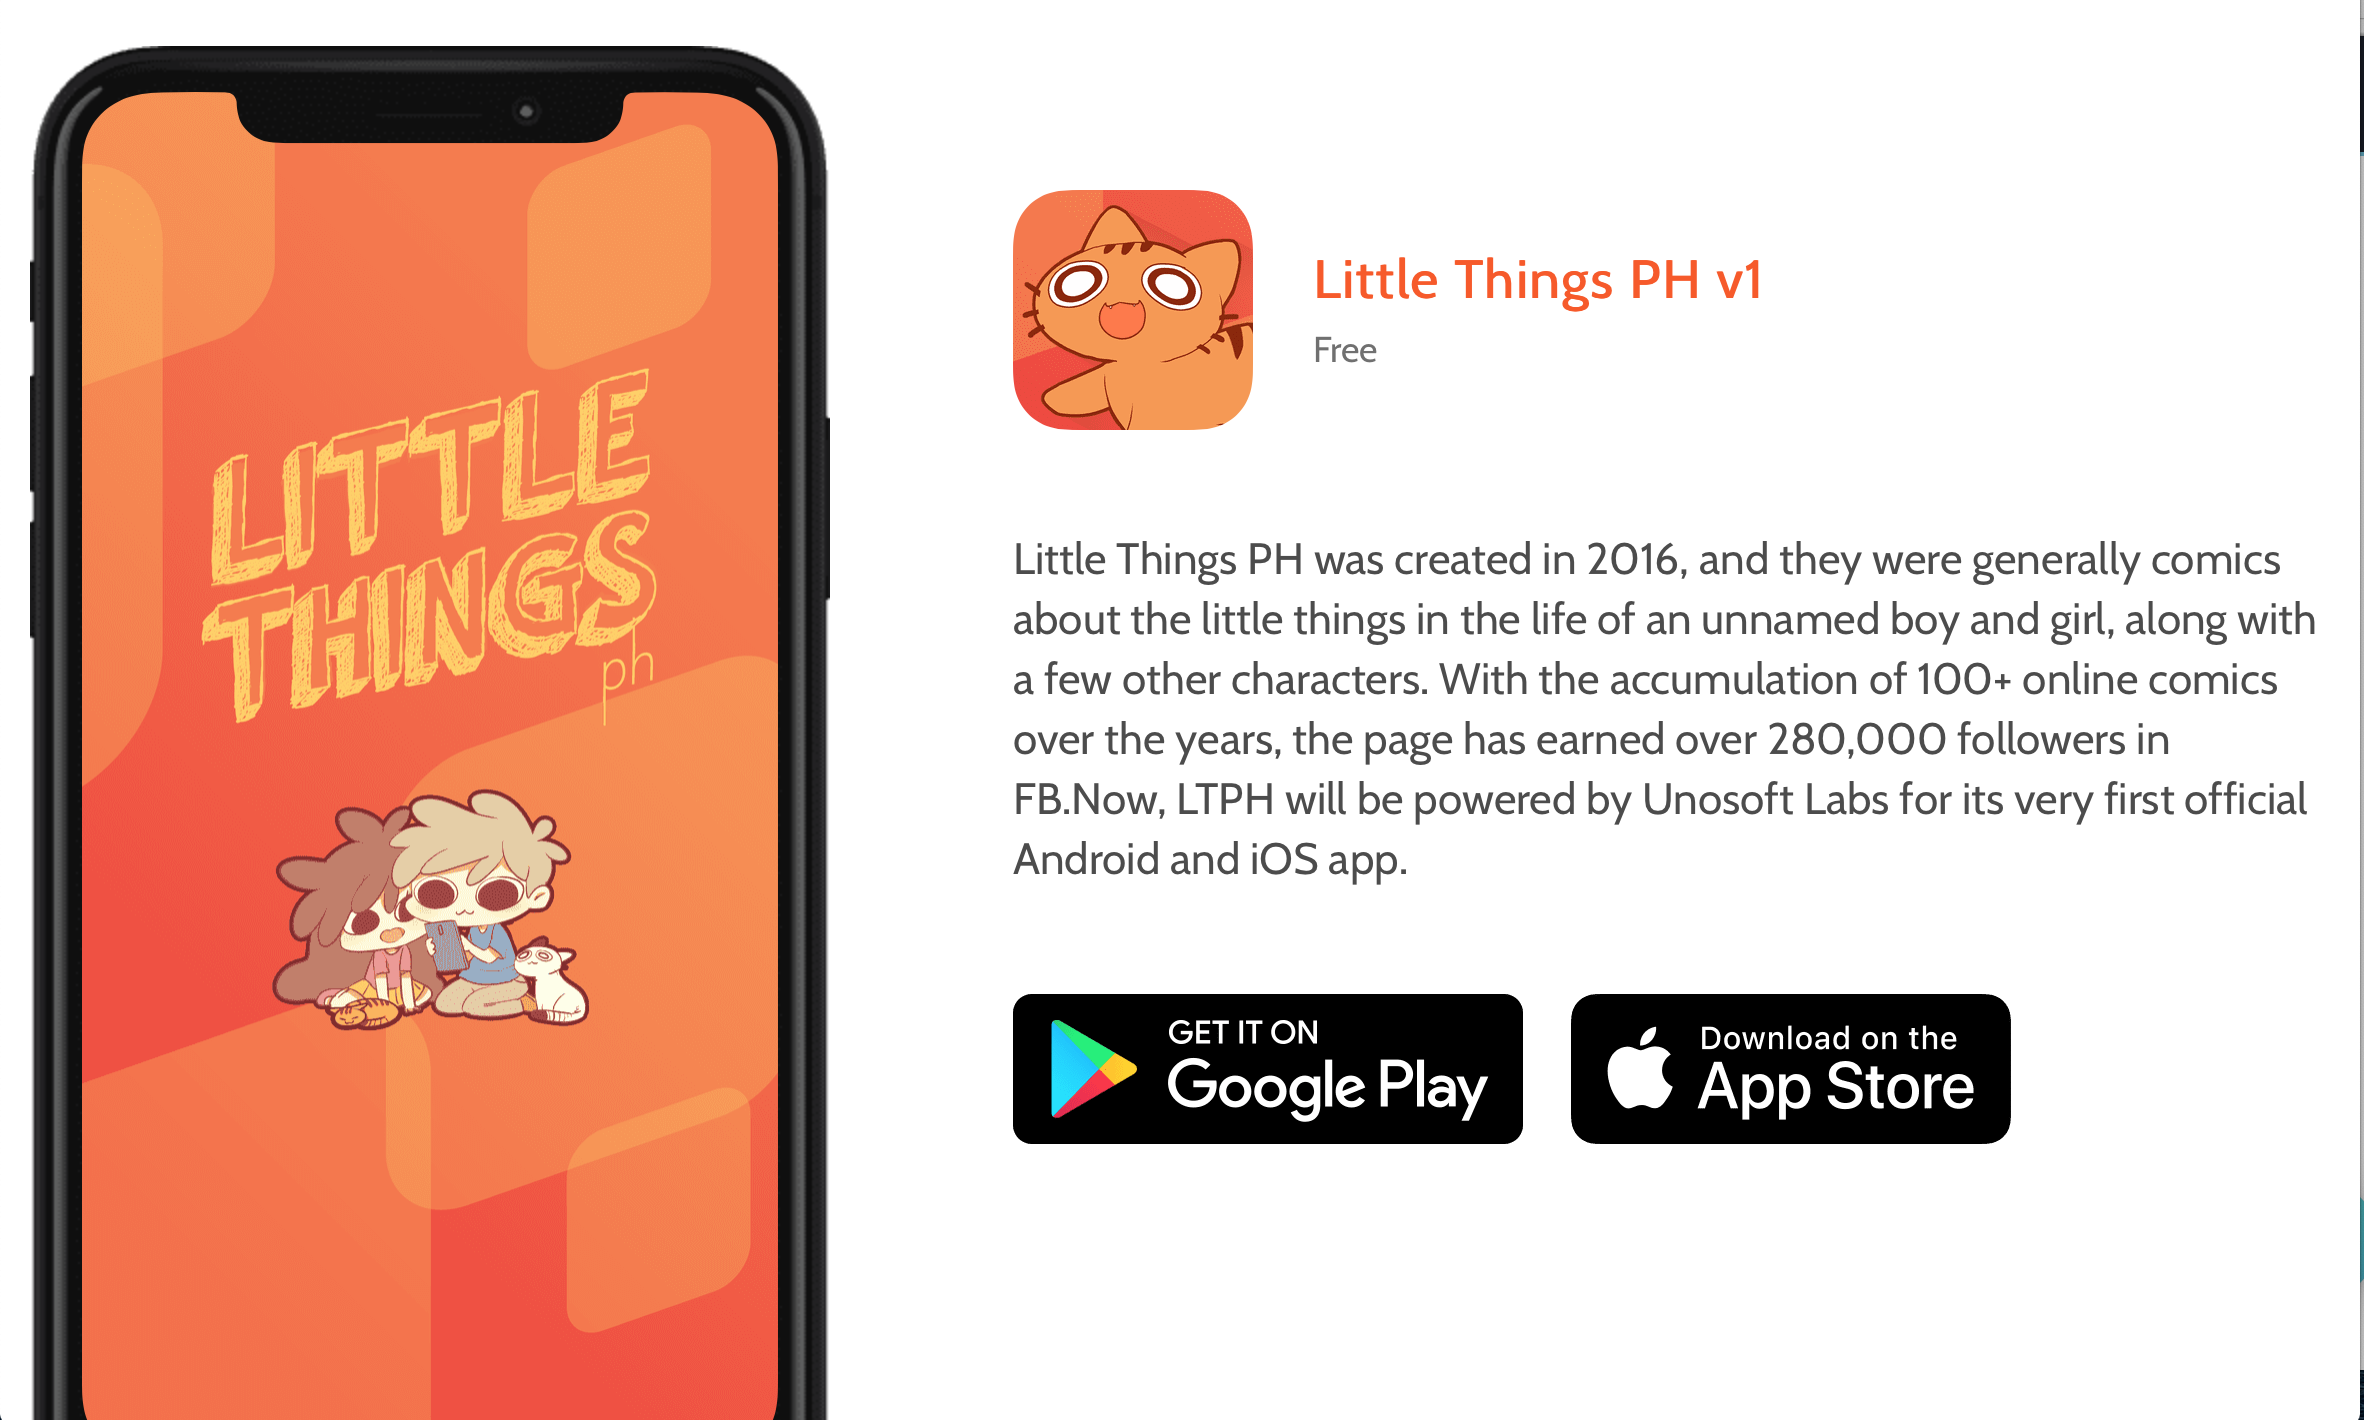 LITTLE
THINGS
ph
Little Things PH v1
Free
Little Things PH was created in 2016, and they were generally comics
about the little things in the life of an unnamed boy and girl, along with
a few other characters. With the accumulation of 100+ online comics
over the years, the page has earned over 280,000 followers in
FB.Now, LTPH will be powered by Unosoft Labs for its very first official
Android and iOS app.
GET IT ON
Google Play
Download on the
App Store